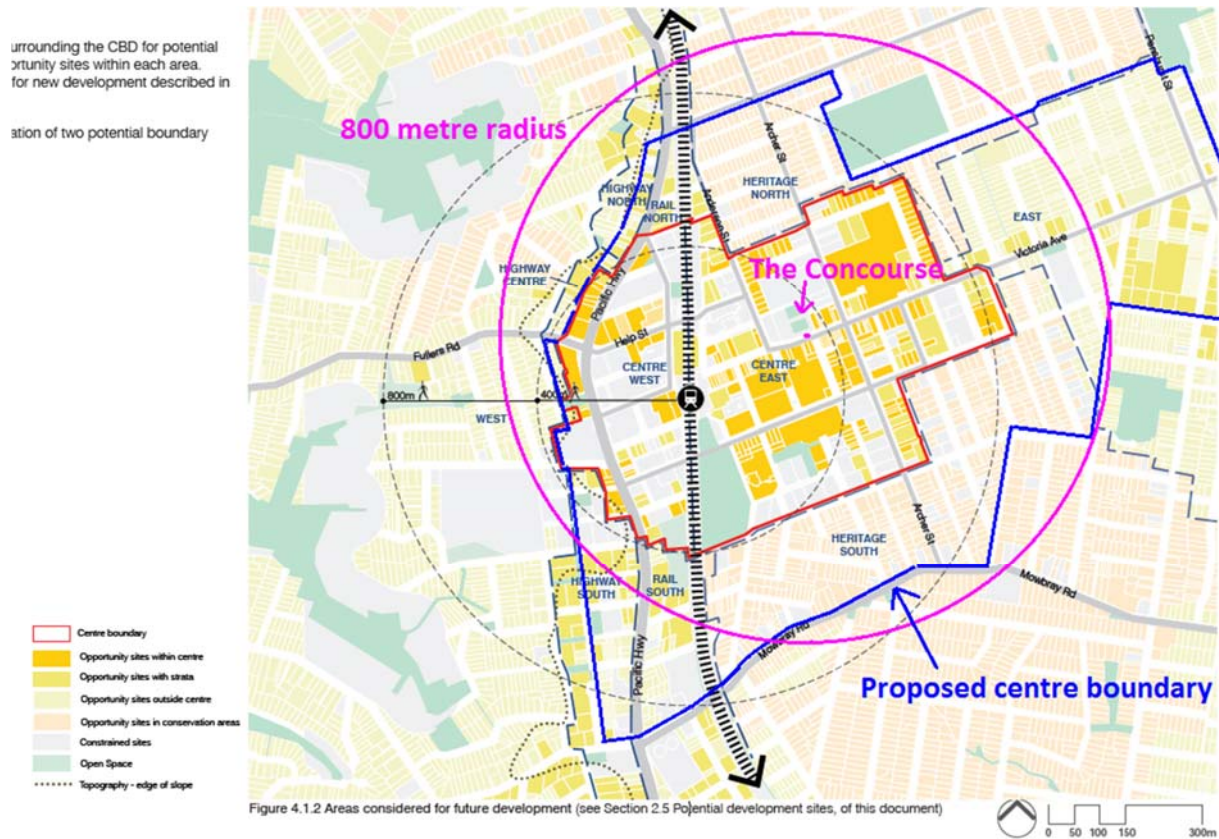 urrounding the CBD for potential
ortunity sites within each area.
for new development described in
ation of two potential boundary
800 metre radius
Penshurst St
Archer St
HERITAGE
NORTH
HIGHWAY
NORTH
RAIL
NORTH
Anderson St
EAST
Victoria Ave
HIGHWAY
CENTRE
Pacific Hwy
The Concourse
Help St
Fullers Rd
CENTRE
WEST
CENTRE
EAST
800m
400m
WEST
Archer St
HERITAGE
SOUTH
HIGHWAY
SOUTH
RAIL
SOUTH
Mowbray Rd
Mowbray Rd
Pacific Hwy
Proposed centre boundary
Centre boundary
Opportunity sites within centre
Opportunity sites with strata
Opportunity sites outside centre
Opportunity sites in conservation areas
Constrained sites
Open Space
Topography - edge of slope
Figure 4.1.2 Areas considered for future development (see Section 2.5 Potential development sites, of this document)
0 50 100 150 300m